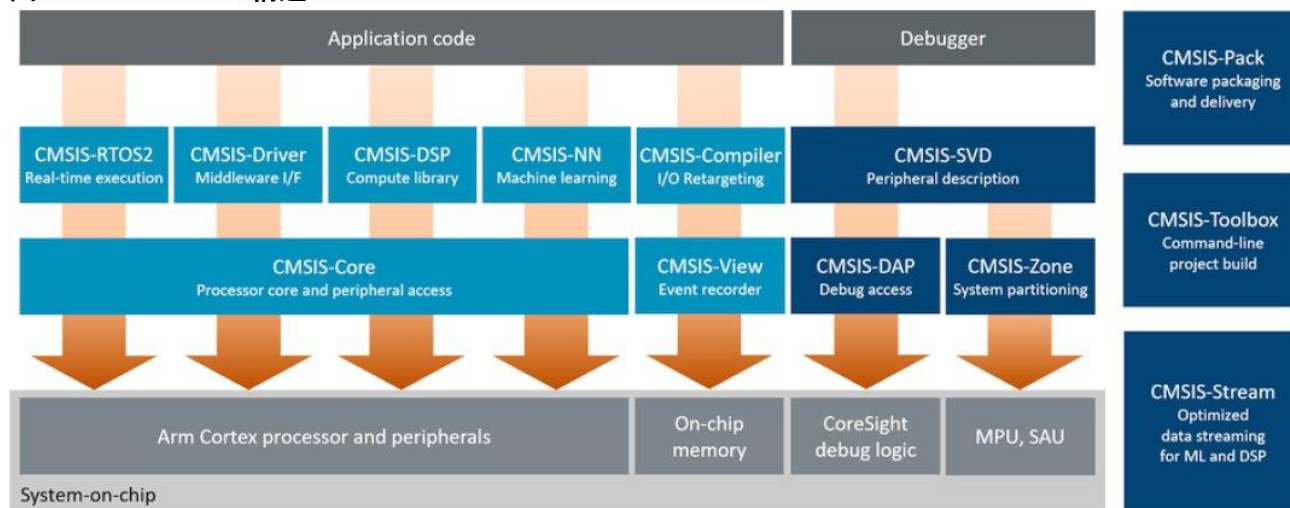 Application code
Debugger
CMSIS-RTOS2
Real-time execution
CMSIS-Driver
Middleware I/F
CMSIS-DSP
Compute library
CMSIS-NN
Machine learning
CMSIS-Compiler
I/O Retargeting
CMSIS-SVD
Peripheral description
CMSIS-Core
Processor core and peripheral access
CMSIS-View
Event recorder
CMSIS-DAP
Debug access
CMSIS-Zone
System partitioning
Arm Cortex processor and peripherals
On-chip
memory
CoreSight
debug logic
MPU, SAU
System-on-chip
CMSIS-Pack
Software packaging
and delivery
CMSIS-Toolbox
Command-line
project build
CMSIS-Stream
Optimized
data streaming
for ML and DSP